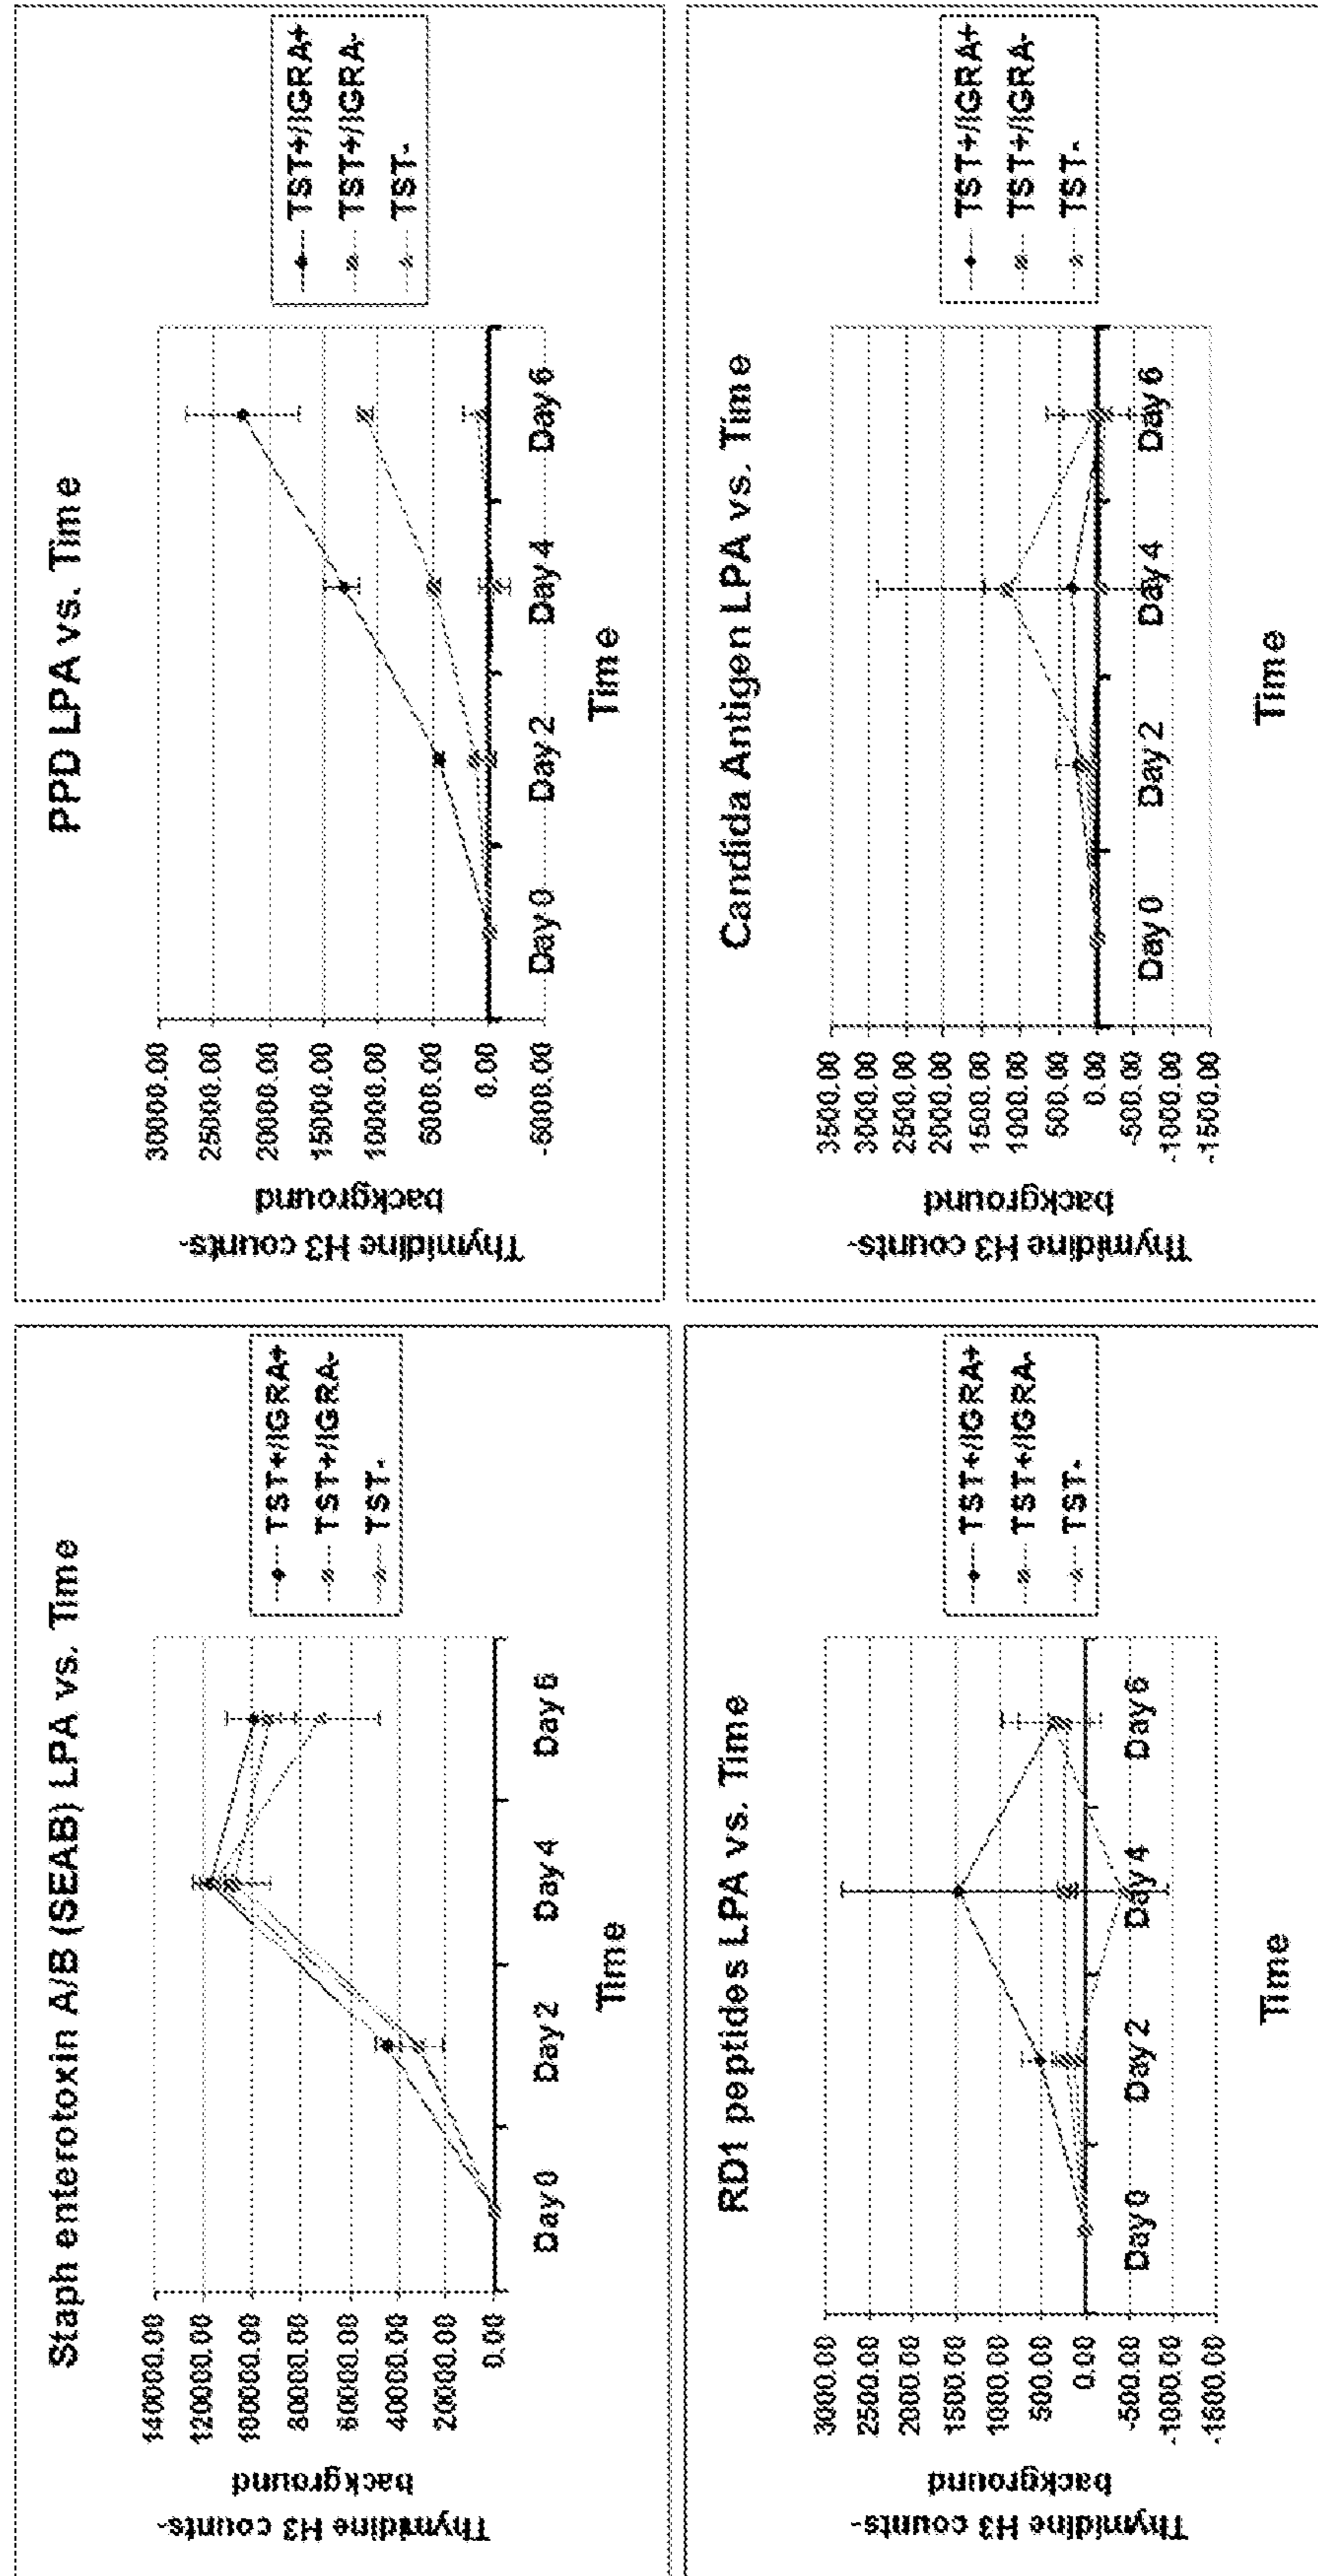 Staph enterotoxin A/B (SEAB) LPA vs. Time
Thymidine H3 counts-
background
140000.00
120000.00
100000.00
80000.00
60000.00
40000.00
20000.00
0.00
Day 0
Day 2
Day 4
Day 6
Time
TST+/IGRA+
TST+/IGRA-
TST-
PPD LPA vs. Time
Thymidine H3 counts-
background
30000.00
25000.00
20000.00
15000.00
10000.00
5000.00
0.00
-5000.00
Day 0
Day 2
Day 4
Day 6
Time
TST+/IGRA+
TST+/IGRA-
TST-
RD1 peptides LPA vs. Time
Thymidine H3 counts-
background
3000.00
2500.00
2000.00
1500.00
1000.00
500.00
0.00
-500.00
-1000.00
-1500.00
Day 0
Day 2
Day 4
Day 6
Time
TST+/IGRA+
TST+/IGRA-
TST-
Candida Antigen LPA vs. Time
Thymidine H3 counts-
background
3500.00
3000.00
2500.00
2000.00
1500.00
1000.00
500.00
0.00
-500.00
-1000.00
-1500.00
Day 0
Day 2
Day 4
Day 6
Time
TST+/IGRA+
TST+/IGRA-
TST-